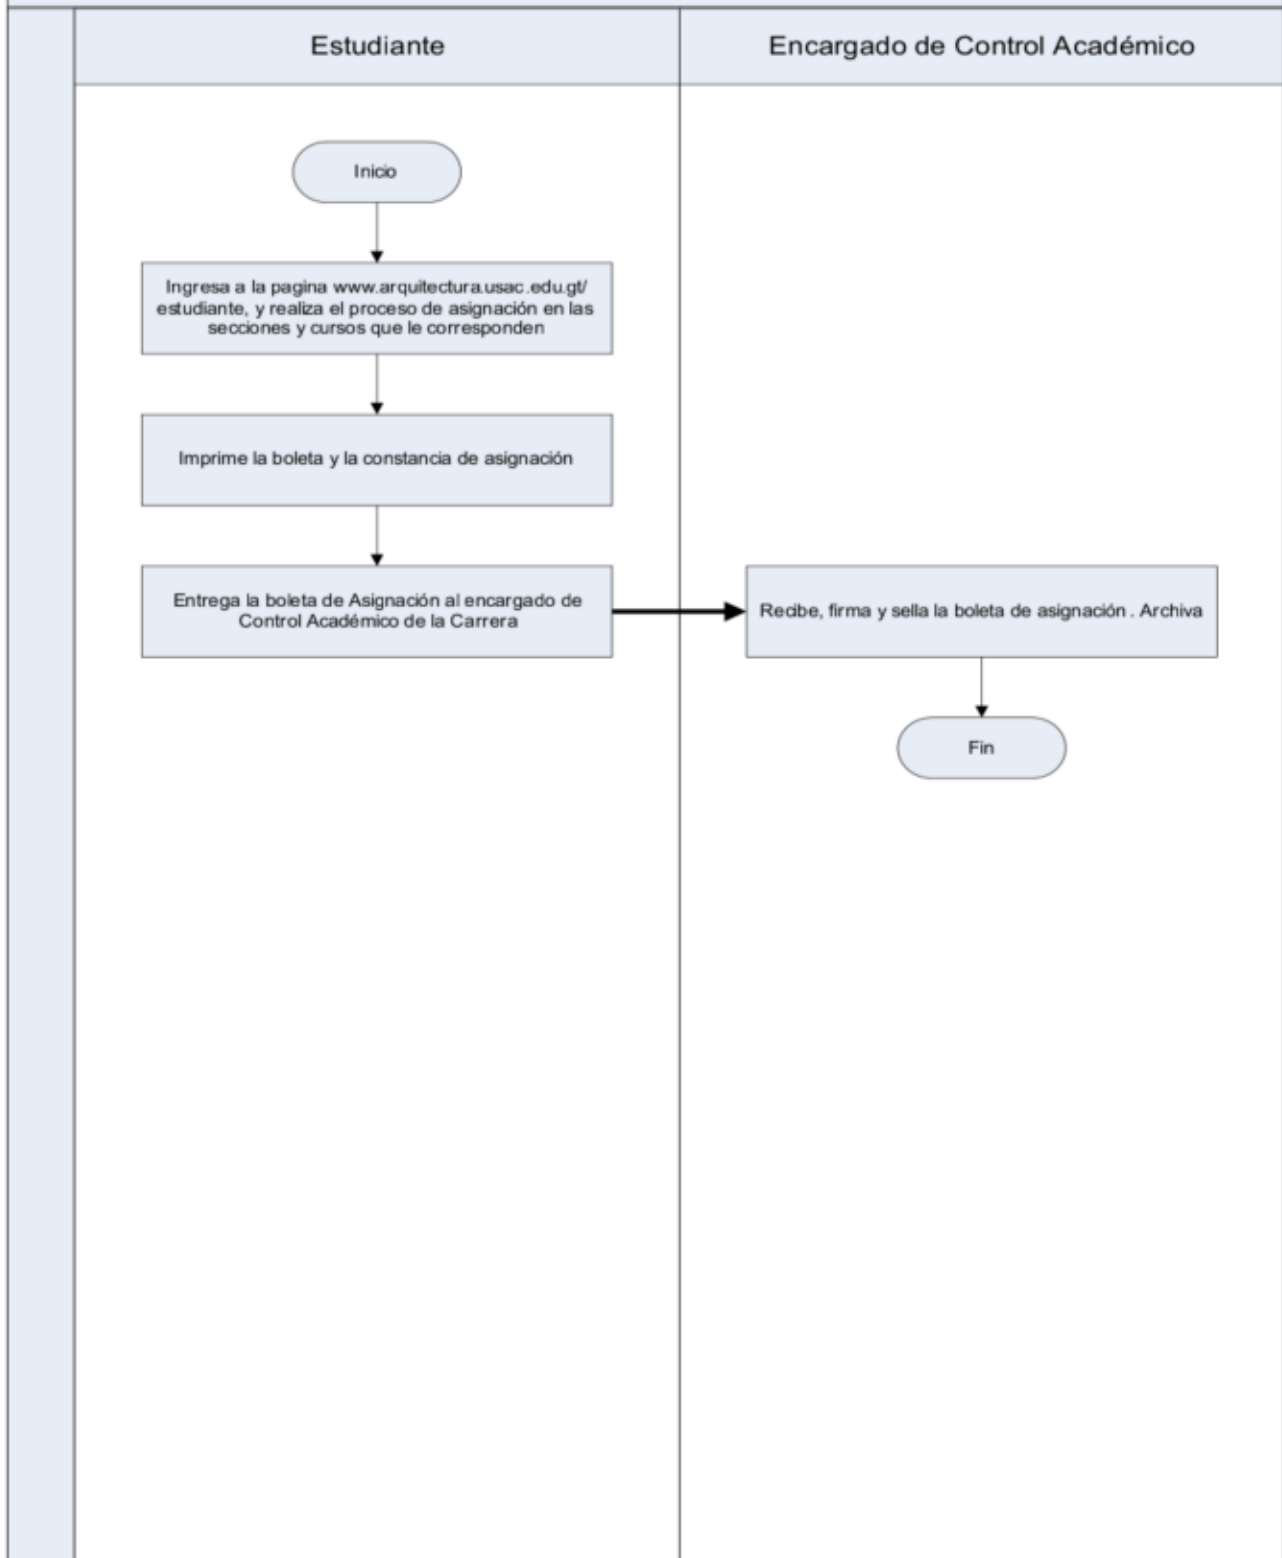 Estudiante
Encargado de Control Académico
Inicio
Ingresa a la pagina www.arquitectura.usac.edu.gt/
estudiante, y realiza el proceso de asignación en las
secciones y cursos que le corresponden
Imprime la boleta y la constancia de asignación
Entrega la boleta de Asignación al encargado de
Control Académico de la Carrera
Recibe, firma y sella la boleta de asignación . Archiva
Fin